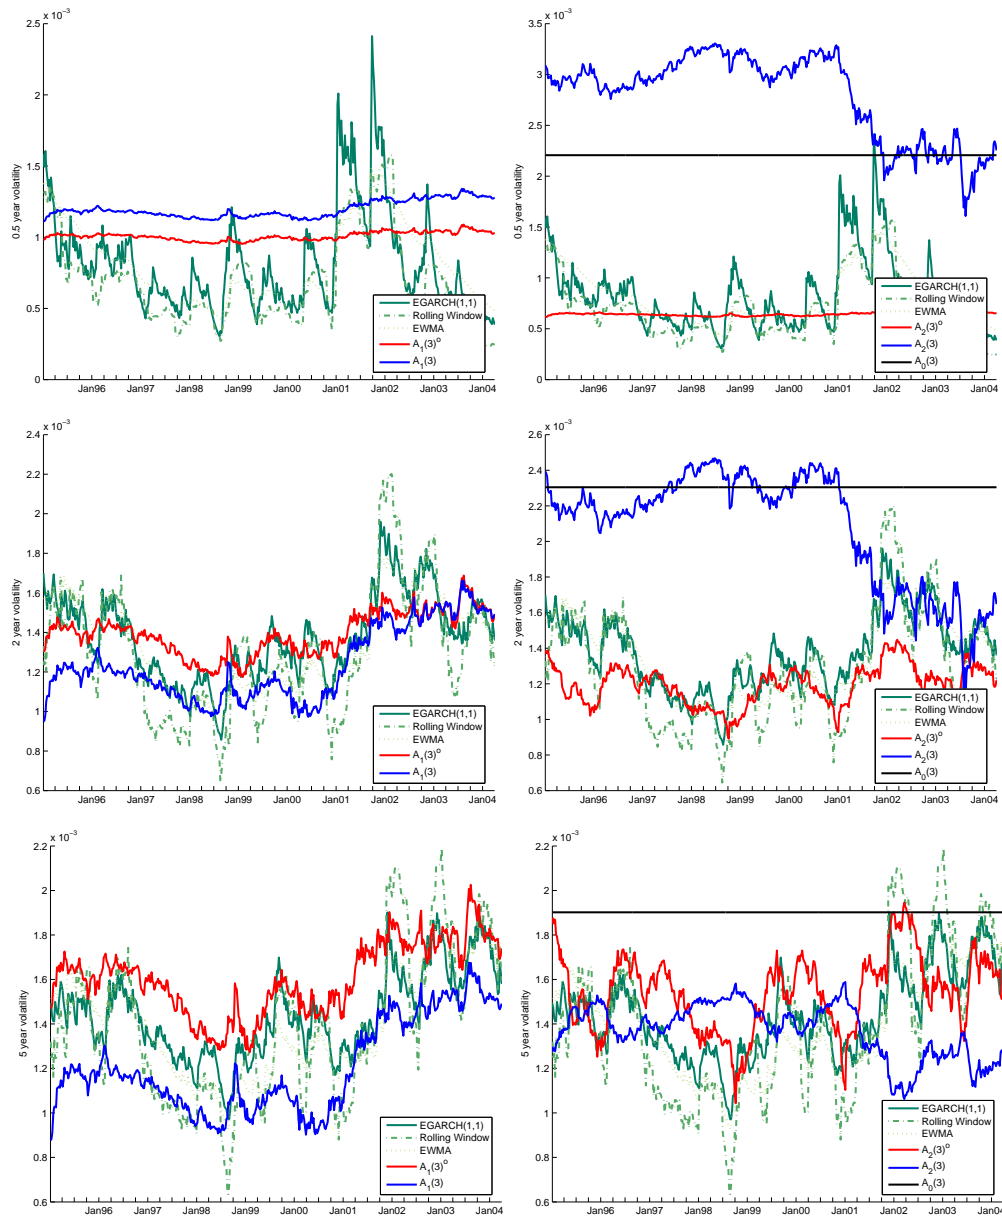 x 10⁻³
2.5
2
1.5
1
0.5
0
0.5 year volatility
Jan96 Jan97 Jan98 Jan99 Jan00 Jan01 Jan02 Jan03 Jan04
EGARCH(1,1)
Rolling Window
EWMA
A₁(3)ᵒ
A₁(3)
x 10⁻³
3.5
3
2.5
2
1.5
1
0.5
0
0.5 year volatility
Jan96 Jan97 Jan98 Jan99 Jan00 Jan01 Jan02 Jan03 Jan04
EGARCH(1,1)
Rolling Window
EWMA
A₂(3)ᵒ
A₂(3)
A₀(3)
x 10⁻³
2.4
2.2
2
1.8
1.6
1.4
1.2
1
0.8
0.6
2 year volatility
Jan96 Jan97 Jan98 Jan99 Jan00 Jan01 Jan02 Jan03 Jan04
EGARCH(1,1)
Rolling Window
EWMA
A₁(3)ᵒ
A₁(3)
x 10⁻³
2.6
2.4
2.2
2
1.8
1.6
1.4
1.2
1
0.8
0.6
2 year volatility
Jan96 Jan97 Jan98 Jan99 Jan00 Jan01 Jan02 Jan03 Jan04
EGARCH(1,1)
Rolling Window
EWMA
A₂(3)ᵒ
A₂(3)
A₀(3)
x 10⁻³
2.2
2
1.8
1.6
1.4
1.2
1
0.8
0.6
5 year volatility
Jan96 Jan97 Jan98 Jan99 Jan00 Jan01 Jan02 Jan03 Jan04
EGARCH(1,1)
Rolling Window
EWMA
A₁(3)ᵒ
A₁(3)
x 10⁻³
2.2
2
1.8
1.6
1.4
1.2
1
0.8
0.6
5 year volatility
Jan96 Jan97 Jan98 Jan99 Jan00 Jan01 Jan02 Jan03 Jan04
EGARCH(1,1)
Rolling Window
EWMA
A₂(3)ᵒ
A₂(3)
A₀(3)